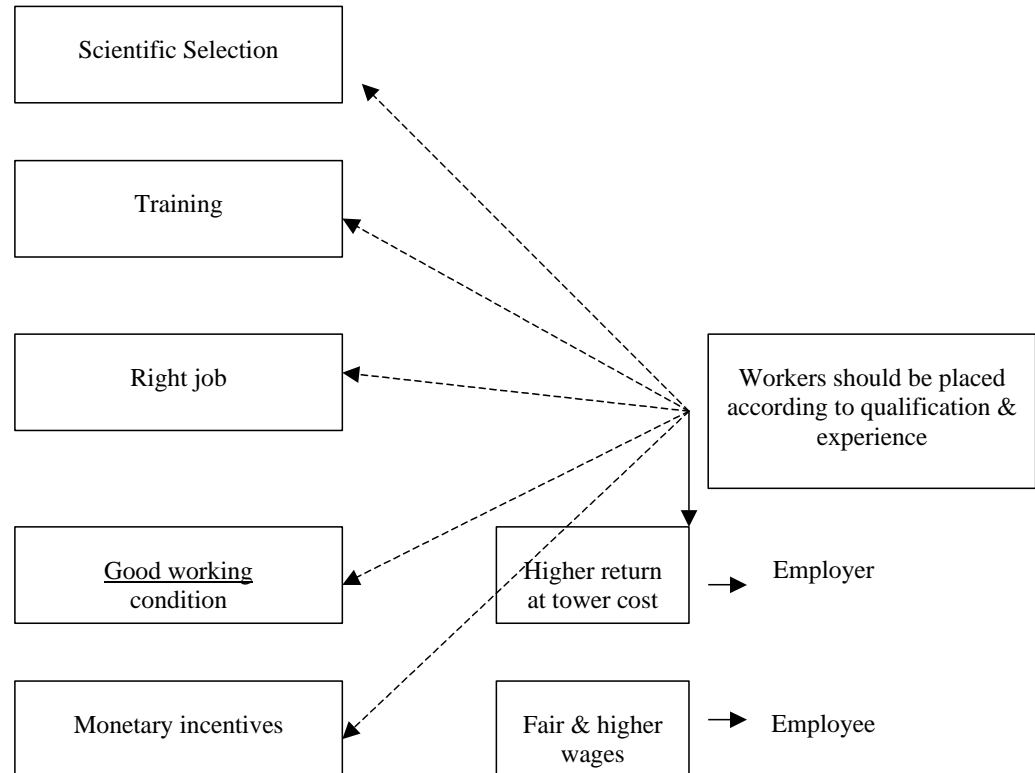 Scientific Selection
Training
Right job
Workers should be placed
according to qualification &
experience
Good working
condition
Higher return
at tower cost
Employer
Monetary incentives
Fair & higher
wages
Employee